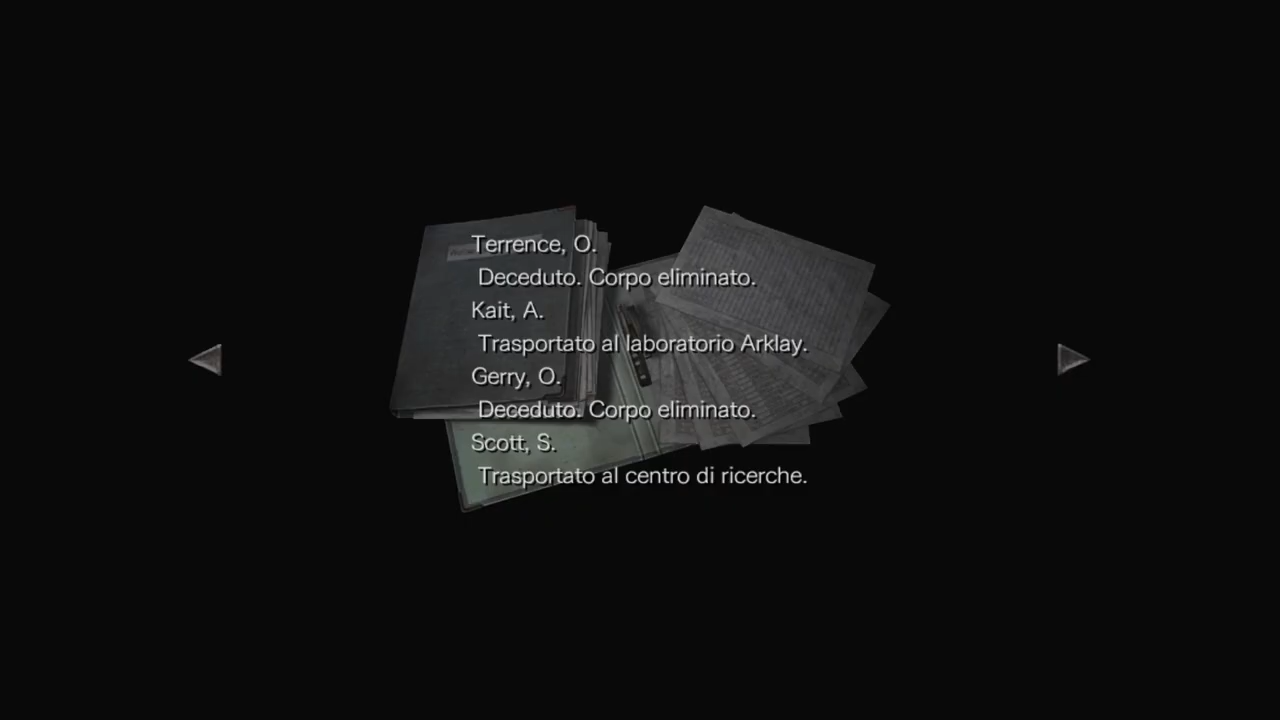 Terrence, O.
Deceduto. Corpo eliminato.
Kait, A.
Trasportato al laboratorio Arklay.
Gerry, O.
Deceduto. Corpo eliminato.
Scott, S.
Trasportato al centro di ricerche.